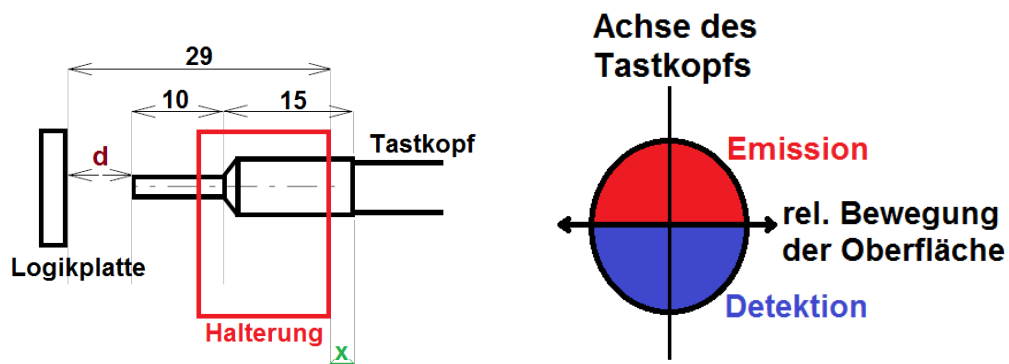 29
10
15
d
Tastkopf
Logikplatte
Halterung
x
Achse des
Tastkopfs
Emission
rel. Bewegung
der Oberfläche
Detektion